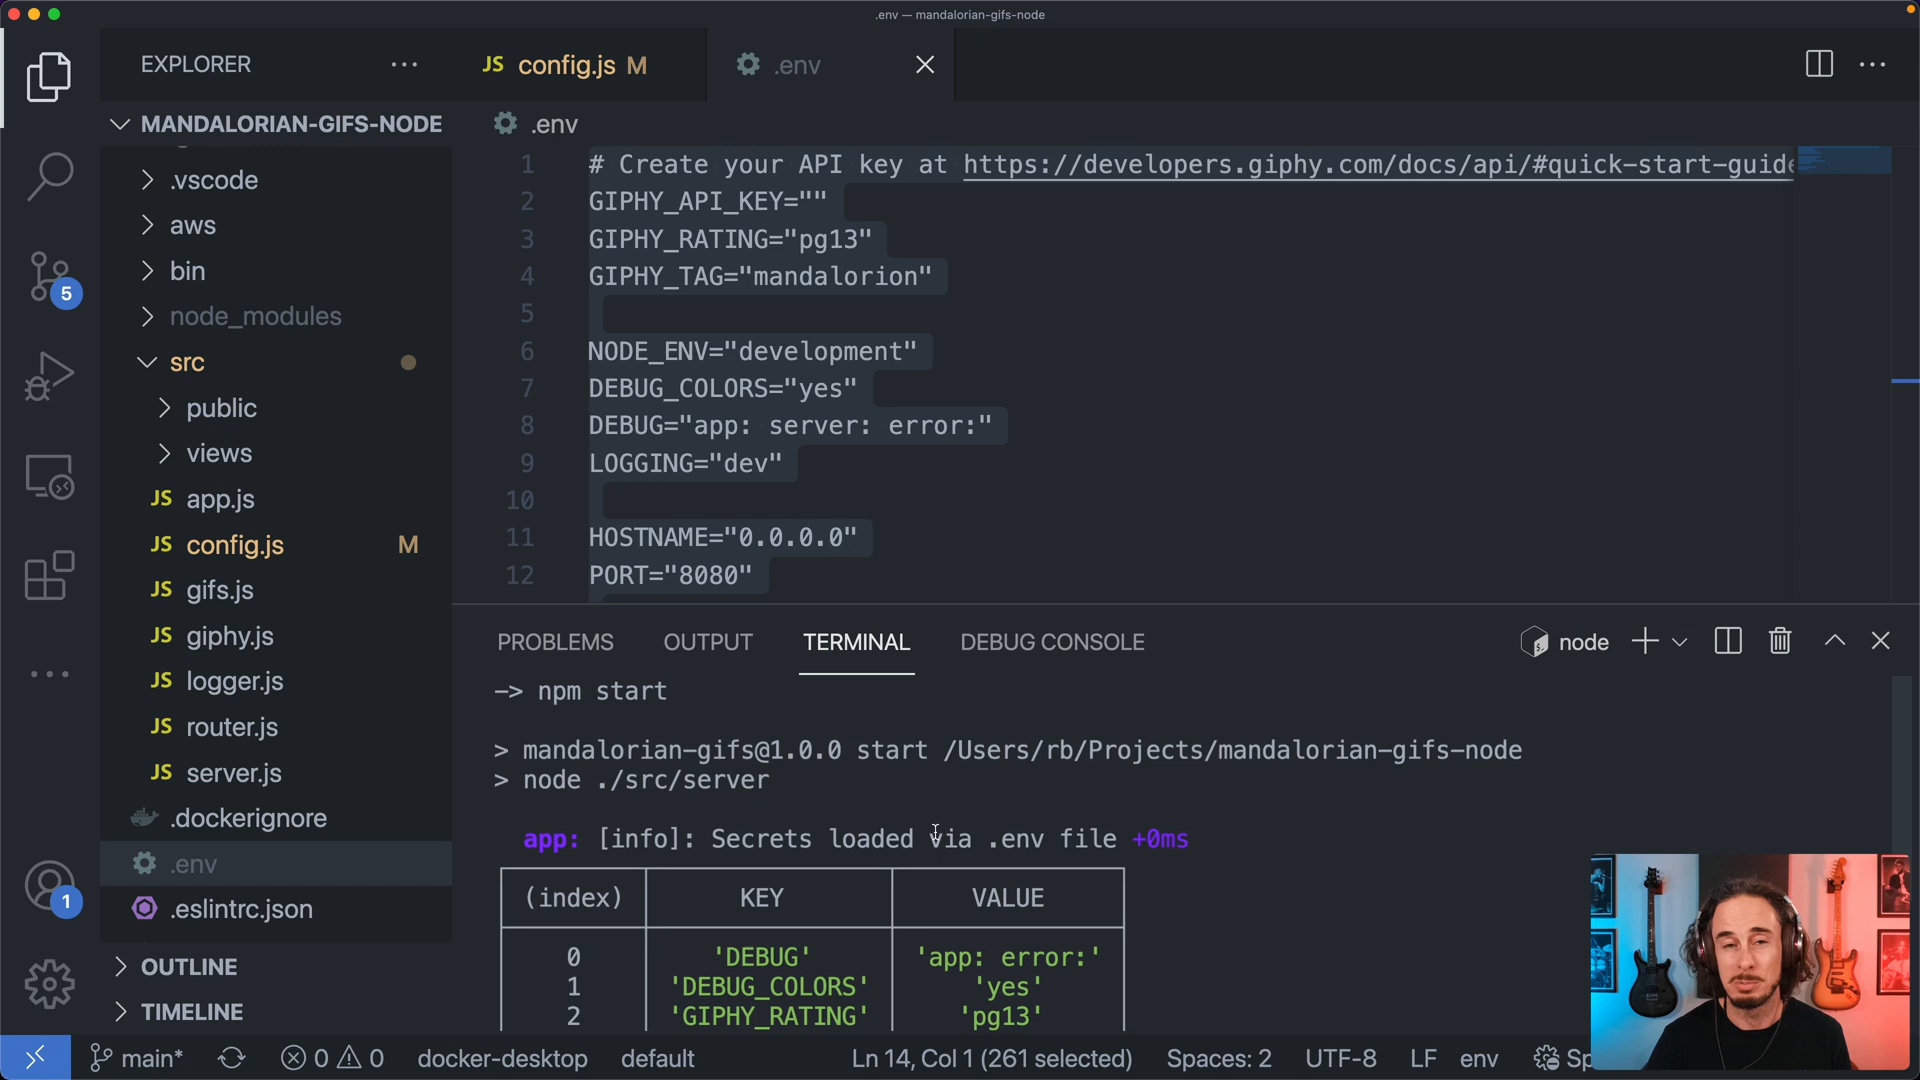 .env — mandalorian-gifs-node
EXPLORER
JS config.js M
.env
MANDALORIAN-GIFS-NODE
.vscode
aws
bin
node_modules
src
public
views
JS app.js
JS config.js M
JS gifs.js
JS giphy.js
JS logger.js
JS router.js
JS server.js
.dockerignore
.env
.eslintrc.json
OUTLINE
TIMELINE
5
1
.env
1 # Create your API key at https://developers.giphy.com/docs/api/#quick-start-guide
2 GIPHY_API_KEY=""
3 GIPHY_RATING="pg13"
4 GIPHY_TAG="mandalorion"
5
6 NODE_ENV="development"
7 DEBUG_COLORS="yes"
8 DEBUG="app: server: error:"
9 LOGGING="dev"
10
11 HOSTNAME="0.0.0.0"
12 PORT="8080"
PROBLEMS OUTPUT TERMINAL DEBUG CONSOLE node
-> npm start
> mandalorian-gifs@1.0.0 start /Users/rb/Projects/mandalorian-gifs-node
> node ./src/server
app: [info]: Secrets loaded via .env file +0ms
(index) KEY VALUE
0 'DEBUG' 'app: error:'
1 'DEBUG_COLORS' 'yes'
2 'GIPHY_RATING' 'pg13'
main* 0 0 docker-desktop default Ln 14, Col 1 (261 selected) Spaces: 2 UTF-8 LF env Sp